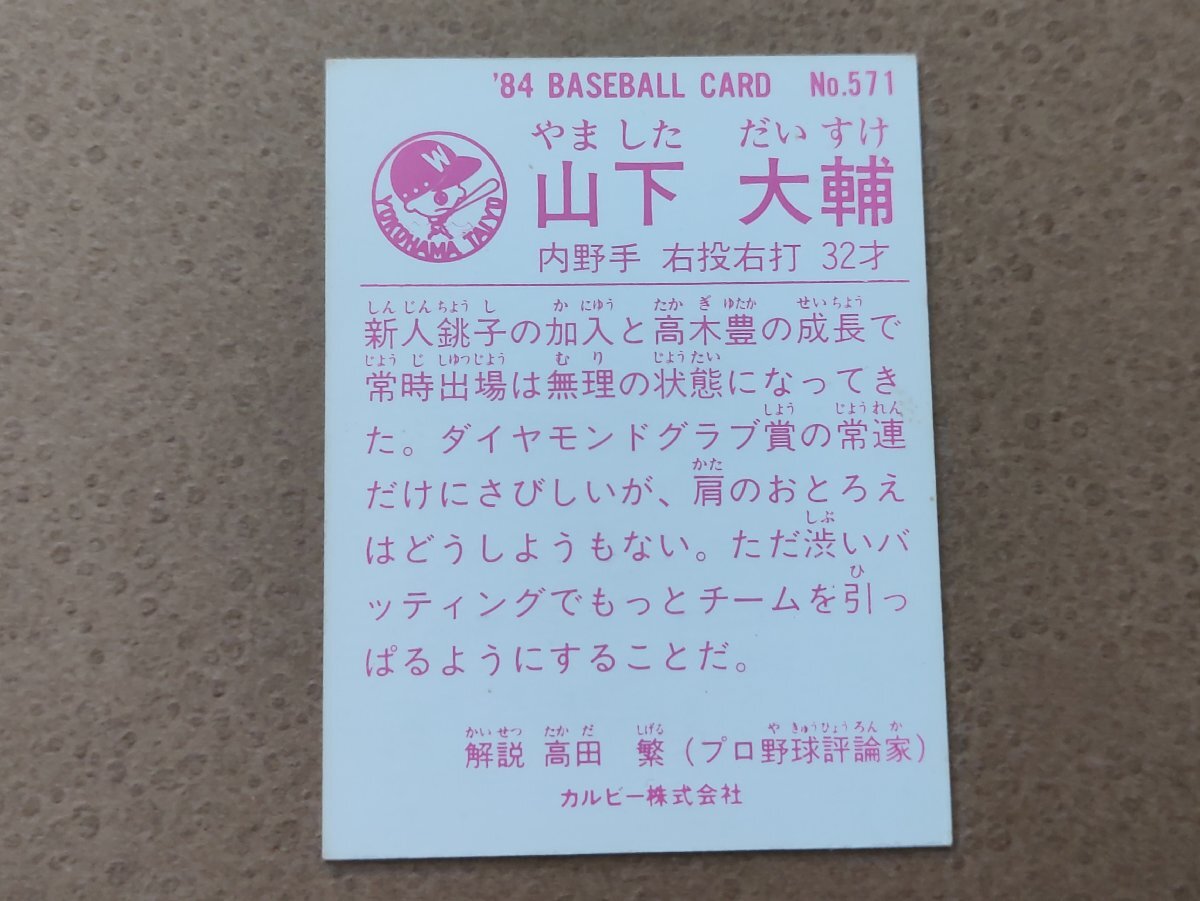 '84 BASEBALL CARD No.571
W
YOKOHAMA TAIYO
やました だいすけ
山下 大輔
内野手 右投右打 32才
しんじんちょうし かにゅう たかぎゆたか せいちょう
新人銚子の加入と高木豊の成長で
じょうじしゅつじょう むり じょうたい
常時出場は無理の状態になってき
しょう じょうれん
た。ダイヤモンドグラブ賞の常連
かた
だけにさびしいが、肩のおとろえ
しぶ
はどうしようもない。ただ渋いバ
ひ
ッティングでもっとチームを引っ
ぱるようにすることだ。
かいせつ たかだ しげる やきゅうひょうろんか
解説 高田 繁(プロ野球評論家)
カルビー株式会社